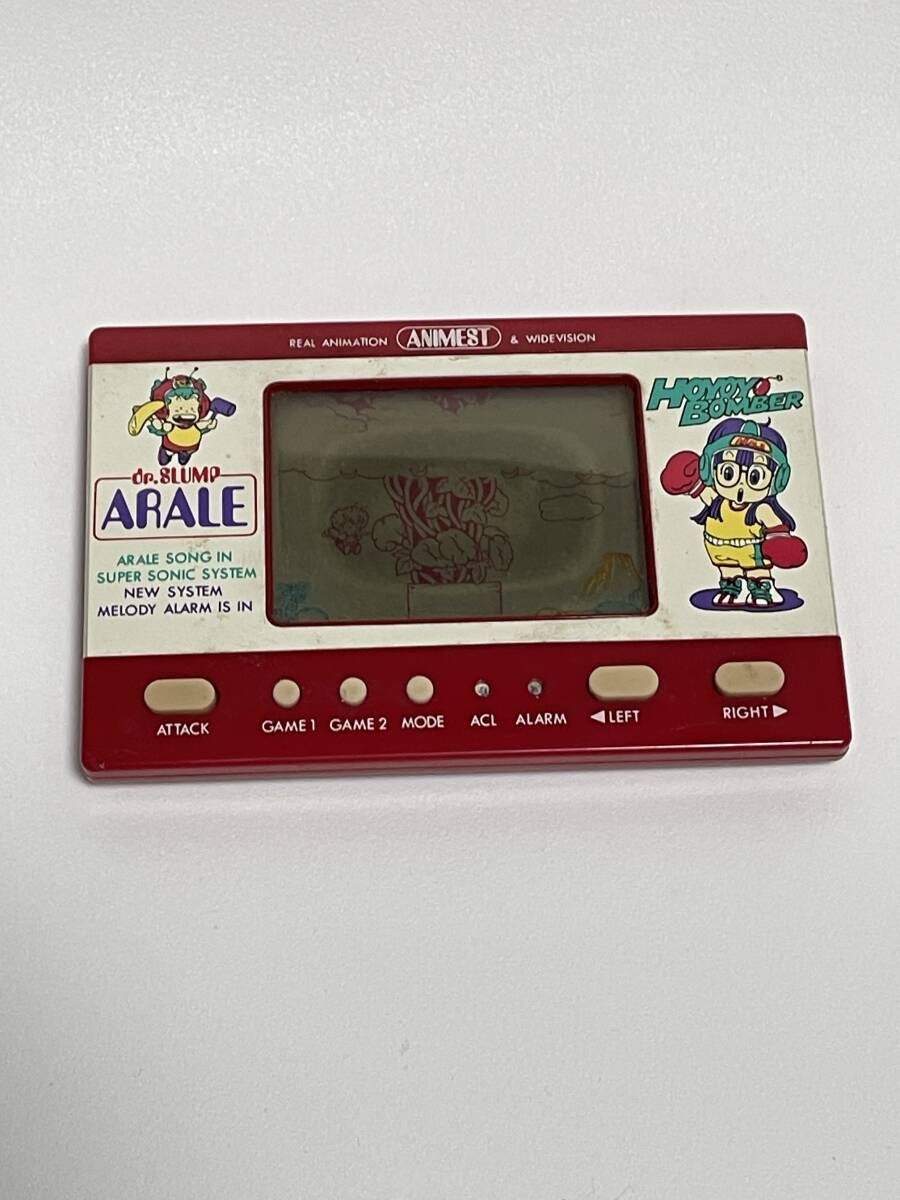 REAL ANIMATION ANIMEST & WIDEVISION
dr.SLUMP
ARALE
ARALE SONG IN
SUPER SONIC SYSTEM
NEW SYSTEM
MELODY ALARM IS IN
HOYOY
BOMBER
ATTACK
GAME 1
GAME 2
MODE
ACL
ALARM
◀LEFT
RIGHT▶